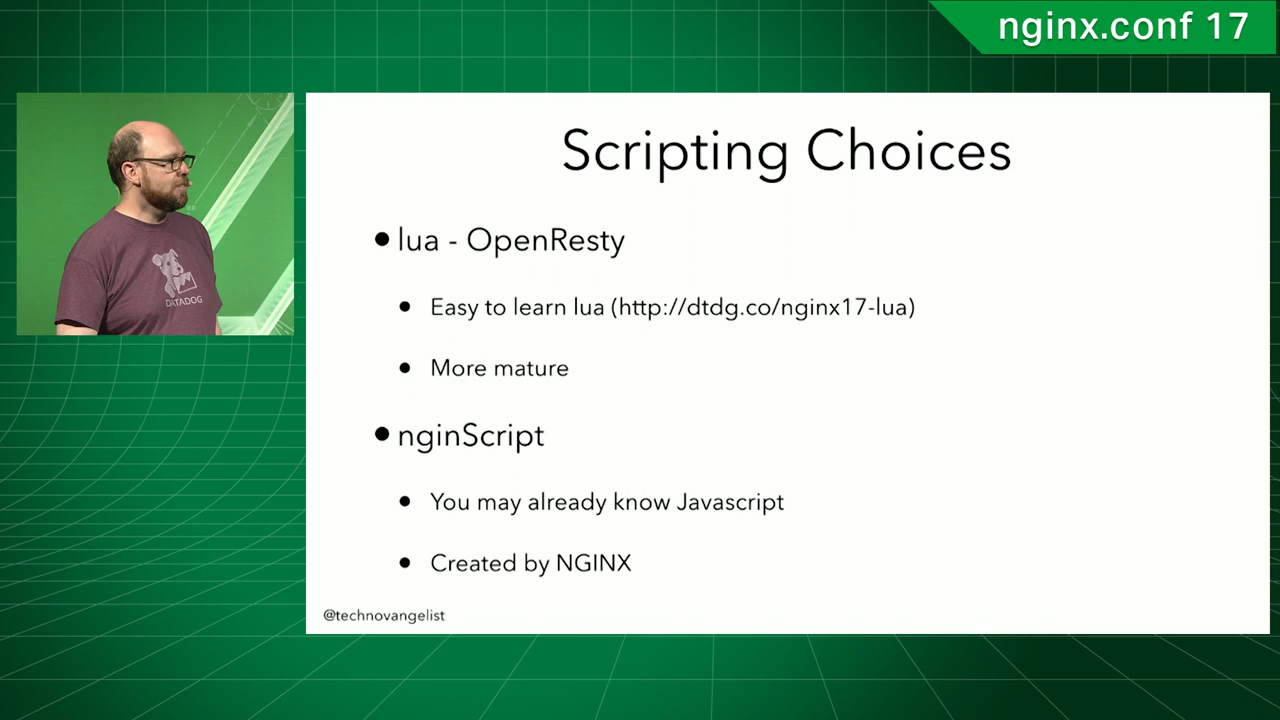 nginx.conf 17
Scripting Choices
lua - OpenResty
Easy to learn lua (http://dtdg.co/nginx17-lua)
More mature
nginScript
You may already know Javascript
Created by NGINX
@technovangelist
DATADOG